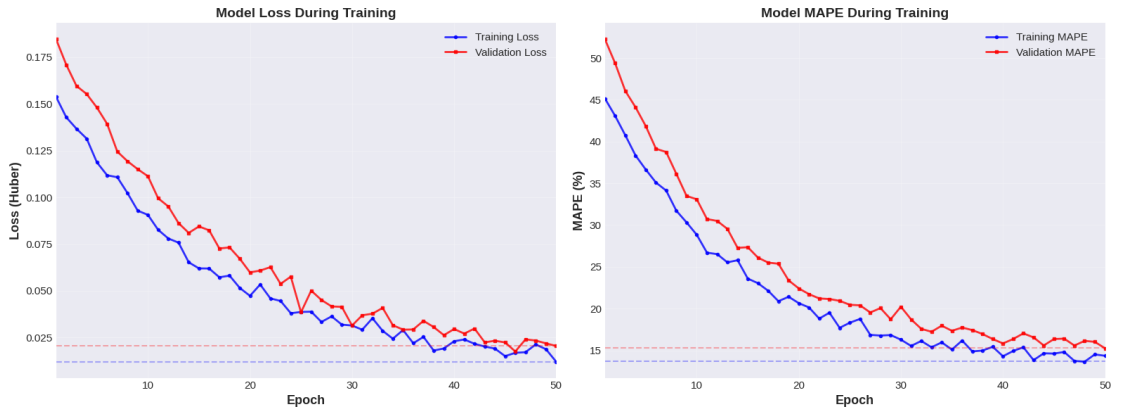 Model Loss During Training
Training Loss
Validation Loss
0.175
0.150
0.125
0.100
0.075
0.050
0.025
Loss (Huber)
10
20
30
40
50
Epoch
Model MAPE During Training
Training MAPE
Validation MAPE
50
45
40
35
30
25
20
15
MAPE (%)
10
20
30
40
50
Epoch